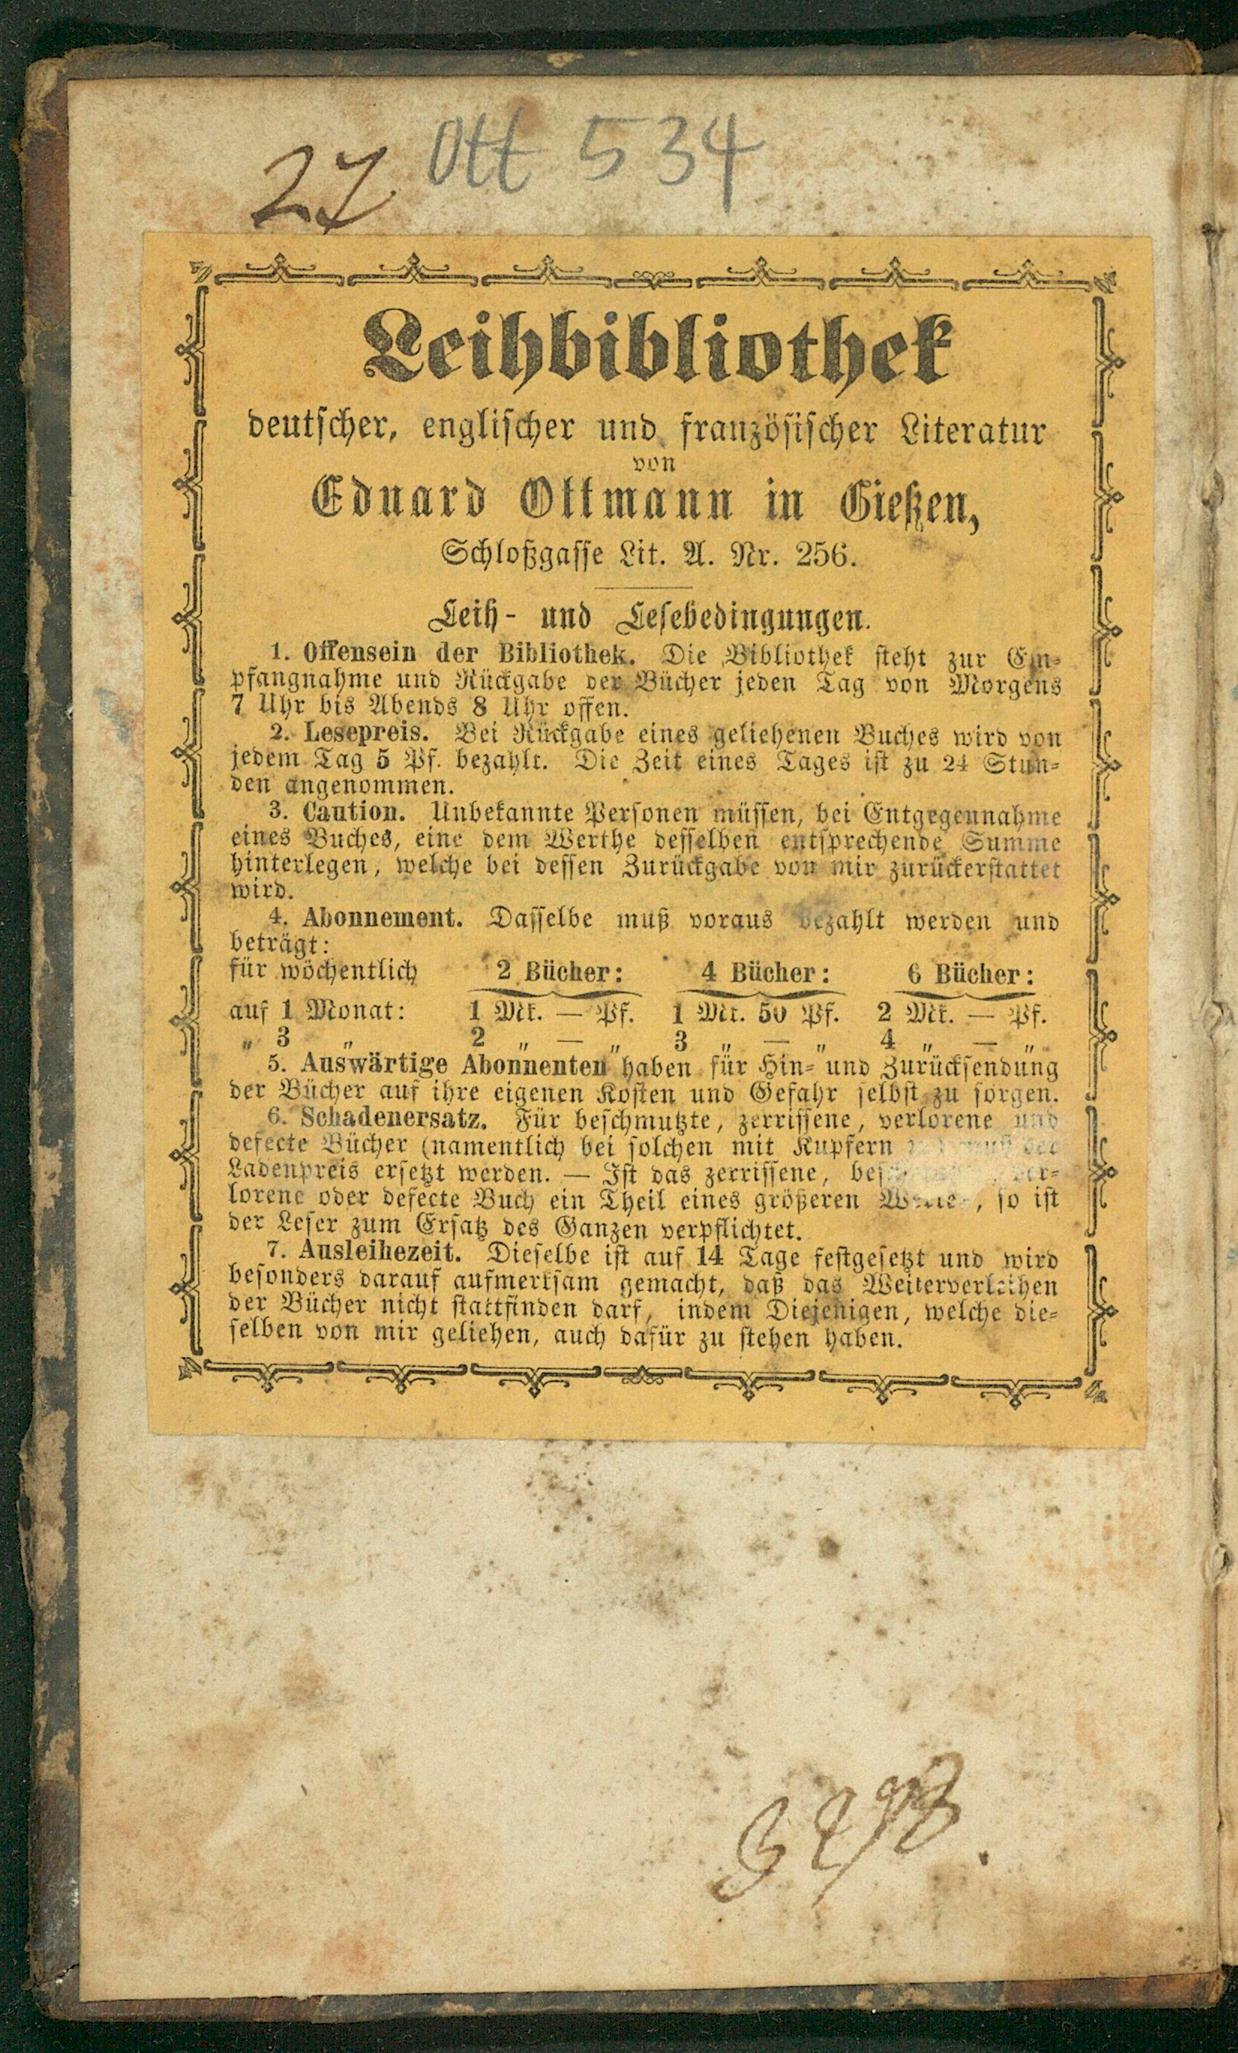 27 Ott 534
Leihbibliothek
deutscher, englischer und französischer Literatur
von
Eduard Ottmann in Gießen,
Schloßgasse Lit. A. Nr. 256.
Leih- und Lesebedingungen.
1. Offensein der Bibliothek. Die Bibliothek steht zur Em-
pfangnahme und Rückgabe der Bücher jeden Tag von Morgens
7 Uhr bis Abends 8 Uhr offen.
2. Lesepreis. Bei Rückgabe eines geliehenen Buches wird von
jedem Tag 5 Pf. bezahlt. Die Zeit eines Tages ist zu 24 Stun-
den angenommen.
3. Caution. Unbekannte Personen müssen, bei Entgegennahme
eines Buches, eine dem Werthe desselben entsprechende Summe
hinterlegen, welche bei dessen Zurückgabe von mir zurückerstattet
wird.
4. Abonnement. Dasselbe muß voraus bezahlt werden und
beträgt:
für wöchentlich 2 Bücher: 4 Bücher: 6 Bücher:
auf 1 Monat: 1 Mk. — Pf. 1 Mk. 50 Pf. 2 Mk. — Pf.
„ 3 „ 2 „ — „ 3 „ — „ 4 „ — „
5. Auswärtige Abonnenten haben für Hin- und Zurücksendung
der Bücher auf ihre eigenen Kosten und Gefahr selbst zu sorgen.
6. Schadenersatz. Für beschmutzte, zerrissene, verlorene und
defecte Bücher (namentlich bei solchen mit Kupfern muß der
Ladenpreis ersetzt werden. — Ist das zerrissene, ver-
lorene oder defecte Buch ein Theil eines größeren Werkes, so ist
der Leser zum Ersatz des Ganzen verpflichtet.
7. Ausleihezeit. Dieselbe ist auf 14 Tage festgesetzt und wird
besonders darauf aufmerksam gemacht, daß das Weiterverleihen
der Bücher nicht stattfinden darf, indem Diejenigen, welche die-
selben von mir geliehen, auch dafür zu stehen haben.